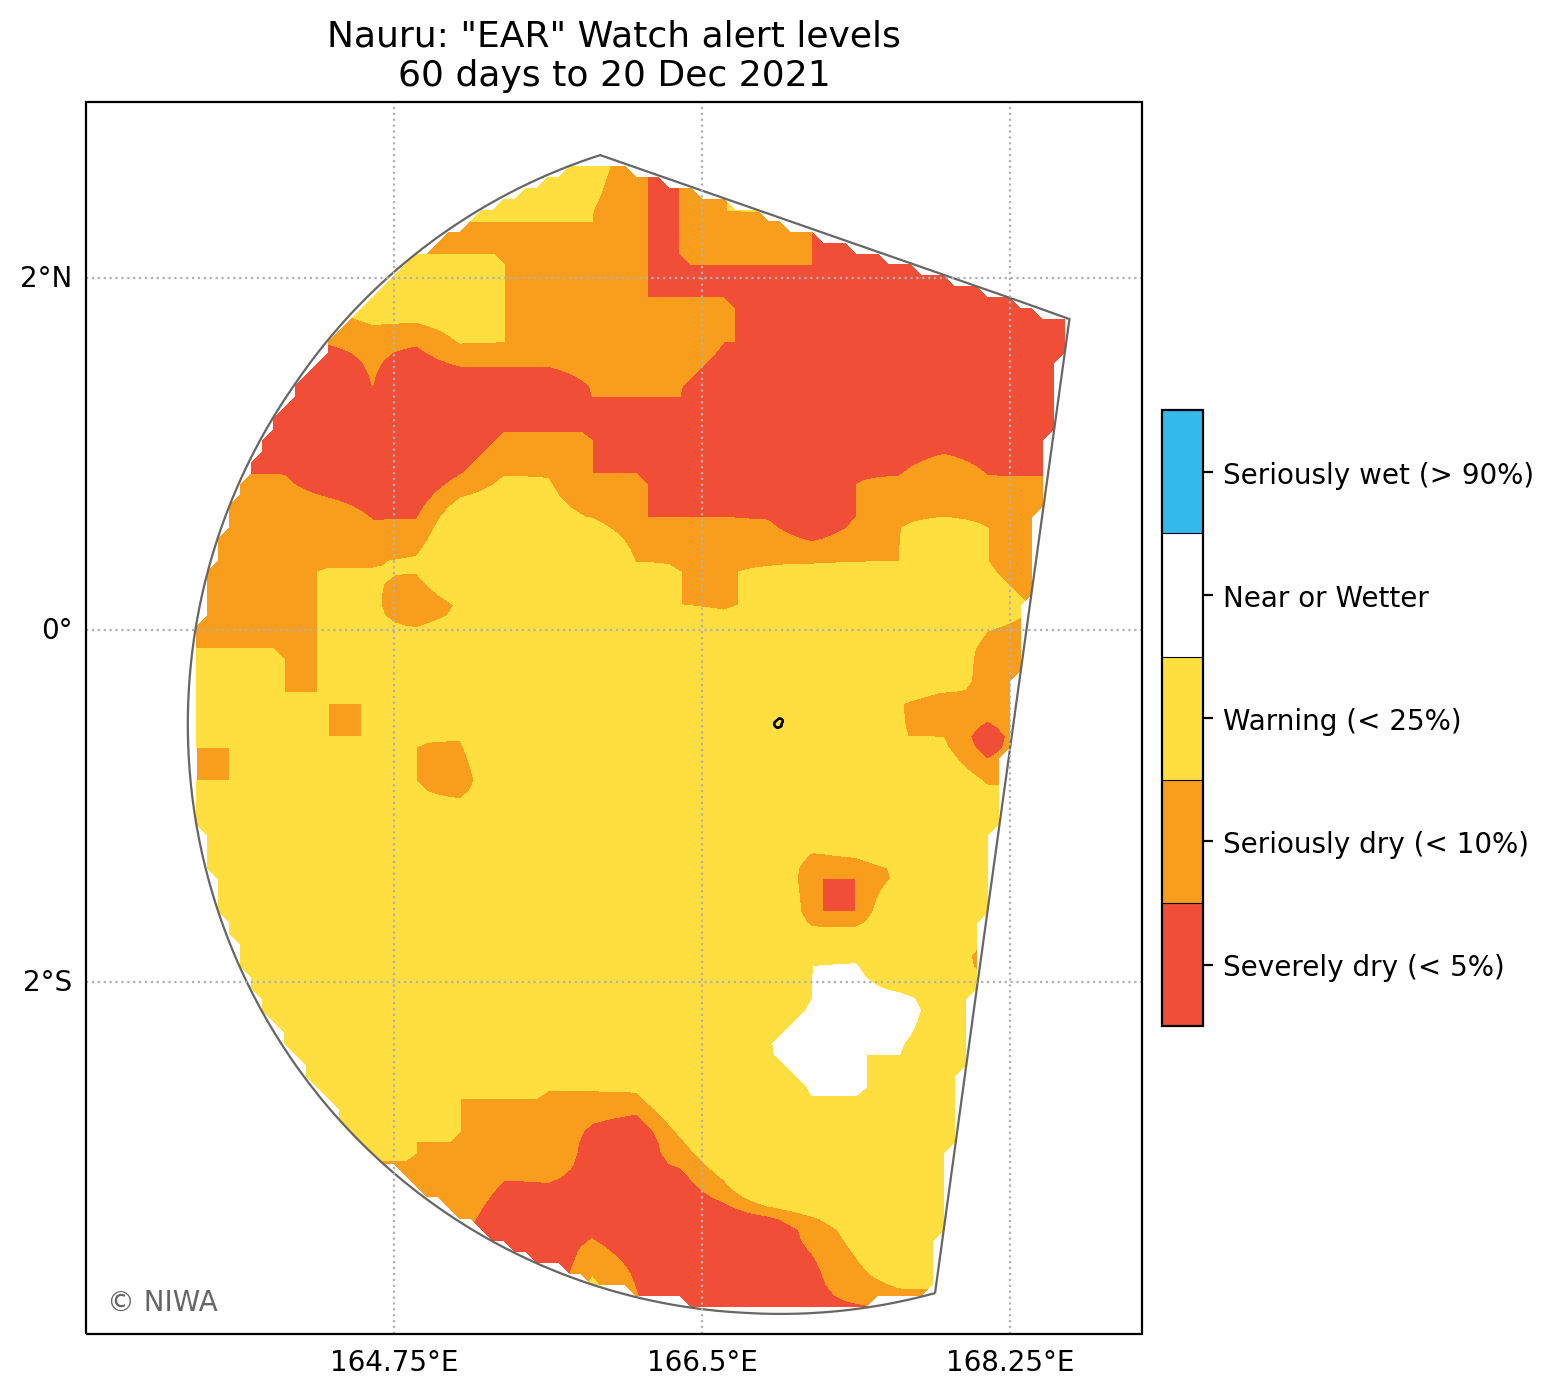 Nauru: "EAR" Watch alert levels
60 days to 20 Dec 2021
2°N
0°
2°S
164.75°E
166.5°E
168.25°E
Seriously wet (> 90%)
Near or Wetter
Warning (< 25%)
Seriously dry (< 10%)
Severely dry (< 5%)
© NIWA